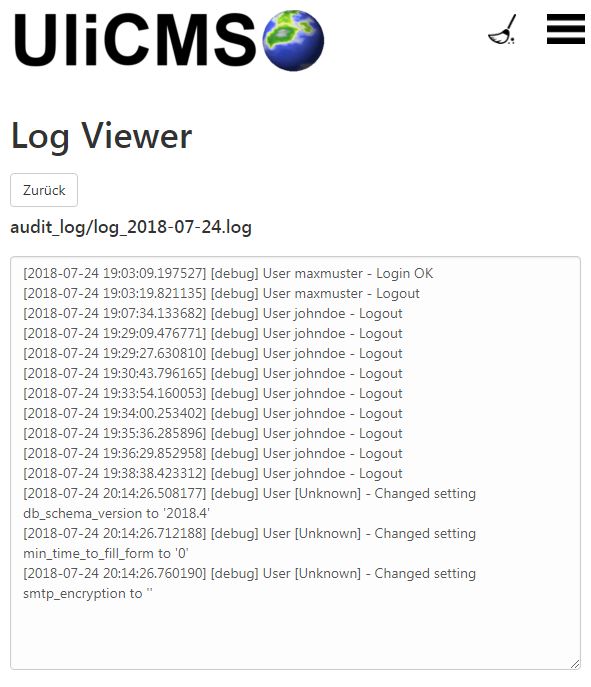 UliCMS
Log Viewer
Zurück
audit_log/log_2018-07-24.log
[2018-07-24 19:03:09.197527] [debug] User maxmuster - Login OK
[2018-07-24 19:03:19.821135] [debug] User maxmuster - Logout
[2018-07-24 19:07:34.133682] [debug] User johndoe - Logout
[2018-07-24 19:29:09.476771] [debug] User johndoe - Logout
[2018-07-24 19:29:27.630810] [debug] User johndoe - Logout
[2018-07-24 19:30:43.796165] [debug] User johndoe - Logout
[2018-07-24 19:33:54.160053] [debug] User johndoe - Logout
[2018-07-24 19:34:00.253402] [debug] User johndoe - Logout
[2018-07-24 19:35:36.285896] [debug] User johndoe - Logout
[2018-07-24 19:36:29.852958] [debug] User johndoe - Logout
[2018-07-24 19:38:38.423312] [debug] User johndoe - Logout
[2018-07-24 20:14:26.508177] [debug] User [Unknown] - Changed setting
db_schema_version to '2018.4'
[2018-07-24 20:14:26.712188] [debug] User [Unknown] - Changed setting
min_time_to_fill_form to '0'
[2018-07-24 20:14:26.760190] [debug] User [Unknown] - Changed setting
smtp_encryption to ''